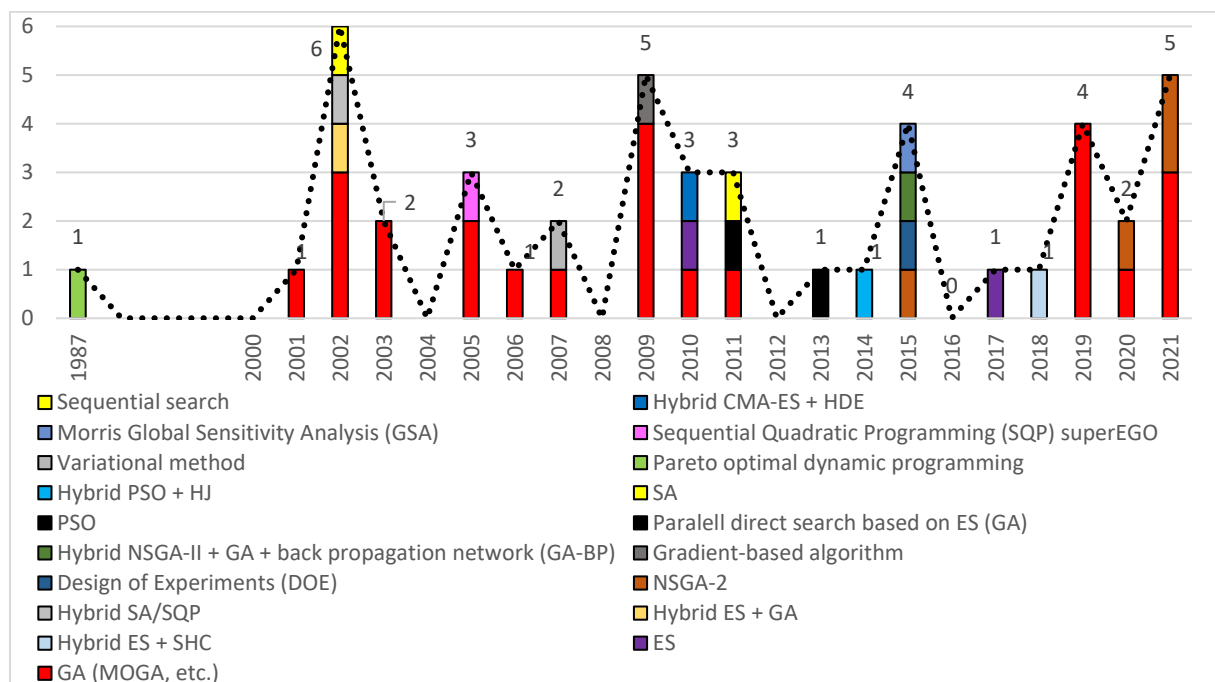 6
5
4
3
2
1
0
1
1
6
2
3
1
2
5
3
3
1
1
4
0
1
1
4
2
5
1987
2000
2001
2002
2003
2004
2005
2006
2007
2008
2009
2010
2011
2012
2013
2014
2015
2016
2017
2018
2019
2020
2021
Sequential search
Hybrid CMA-ES + HDE
Morris Global Sensitivity Analysis (GSA)
Sequential Quadratic Programming (SQP) superEGO
Variational method
Pareto optimal dynamic programming
Hybrid PSO + HJ
SA
PSO
Paralell direct search based on ES (GA)
Hybrid NSGA-II + GA + back propagation network (GA-BP)
Gradient-based algorithm
Design of Experiments (DOE)
NSGA-2
Hybrid SA/SQP
Hybrid ES + GA
Hybrid ES + SHC
ES
GA (MOGA, etc.)